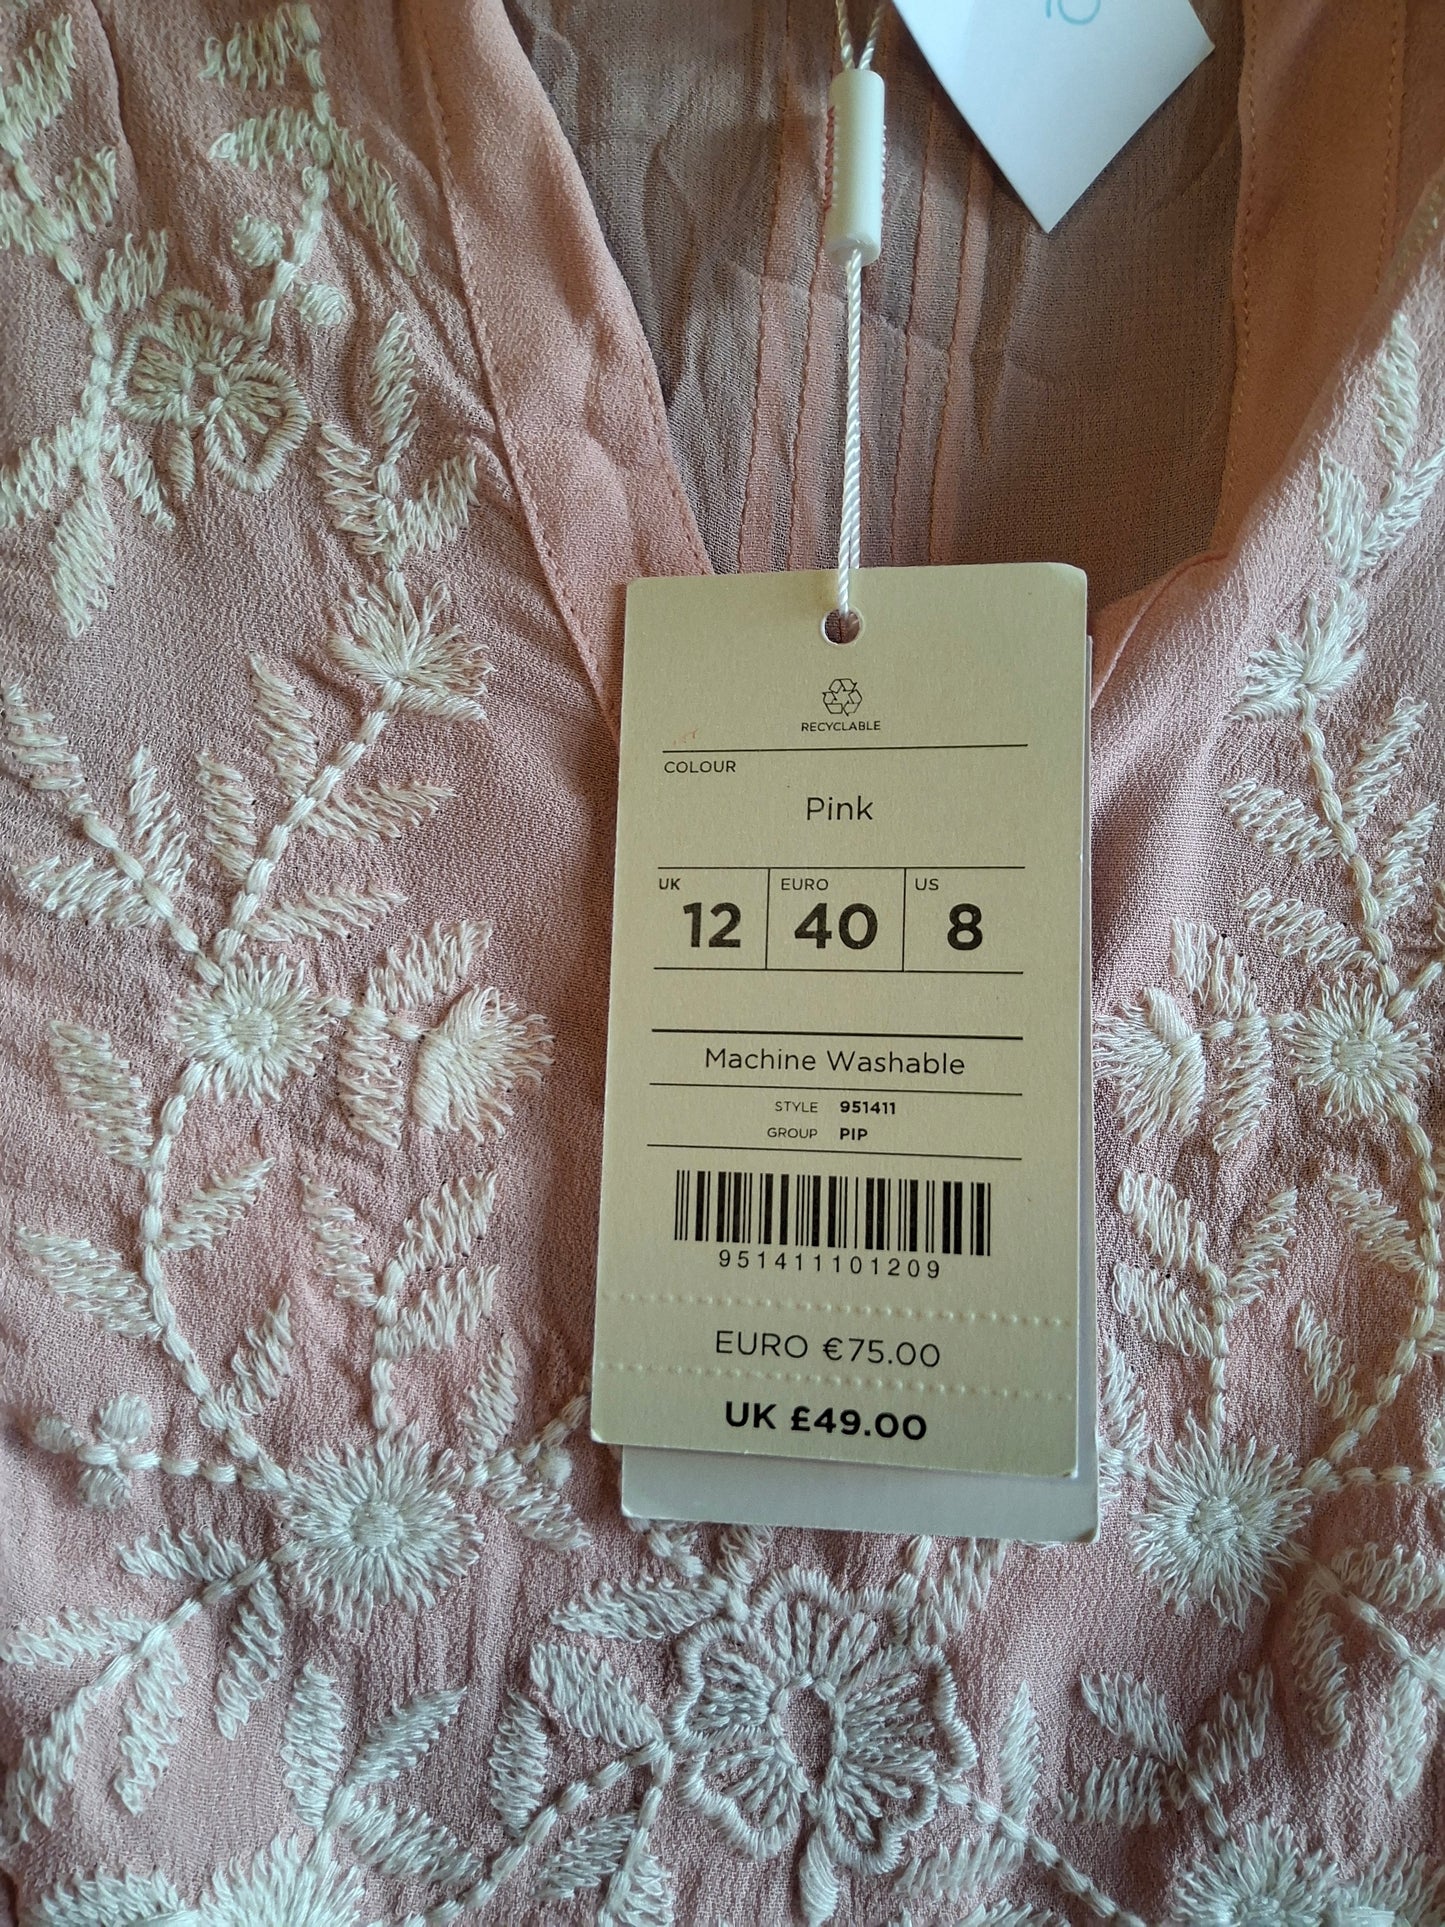 RECYCLABLE
COLOUR
Pink
UK EURO US
12 40 8
Machine Washable
STYLE 951411
GROUP PIP
951411101209
EURO €75.00
UK £49.00